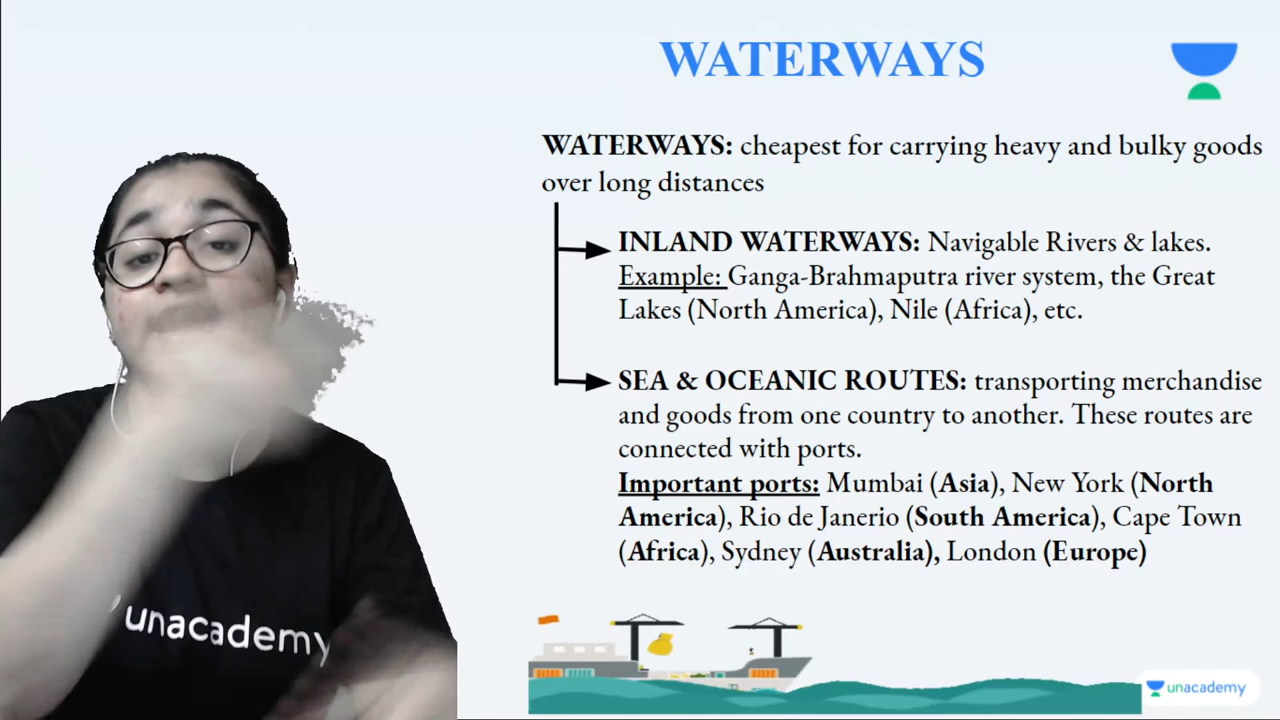 WATERWAYS
WATERWAYS: cheapest for carrying heavy and bulky goods
over long distances
INLAND WATERWAYS: Navigable Rivers & lakes.
Example: Ganga-Brahmaputra river system, the Great
Lakes (North America), Nile (Africa), etc.
SEA & OCEANIC ROUTES: transporting merchandise
and goods from one country to another. These routes are
connected with ports.
Important ports: Mumbai (Asia), New York (North
America), Rio de Janerio (South America), Cape Town
(Africa), Sydney (Australia), London (Europe)
unacademy
unacademy